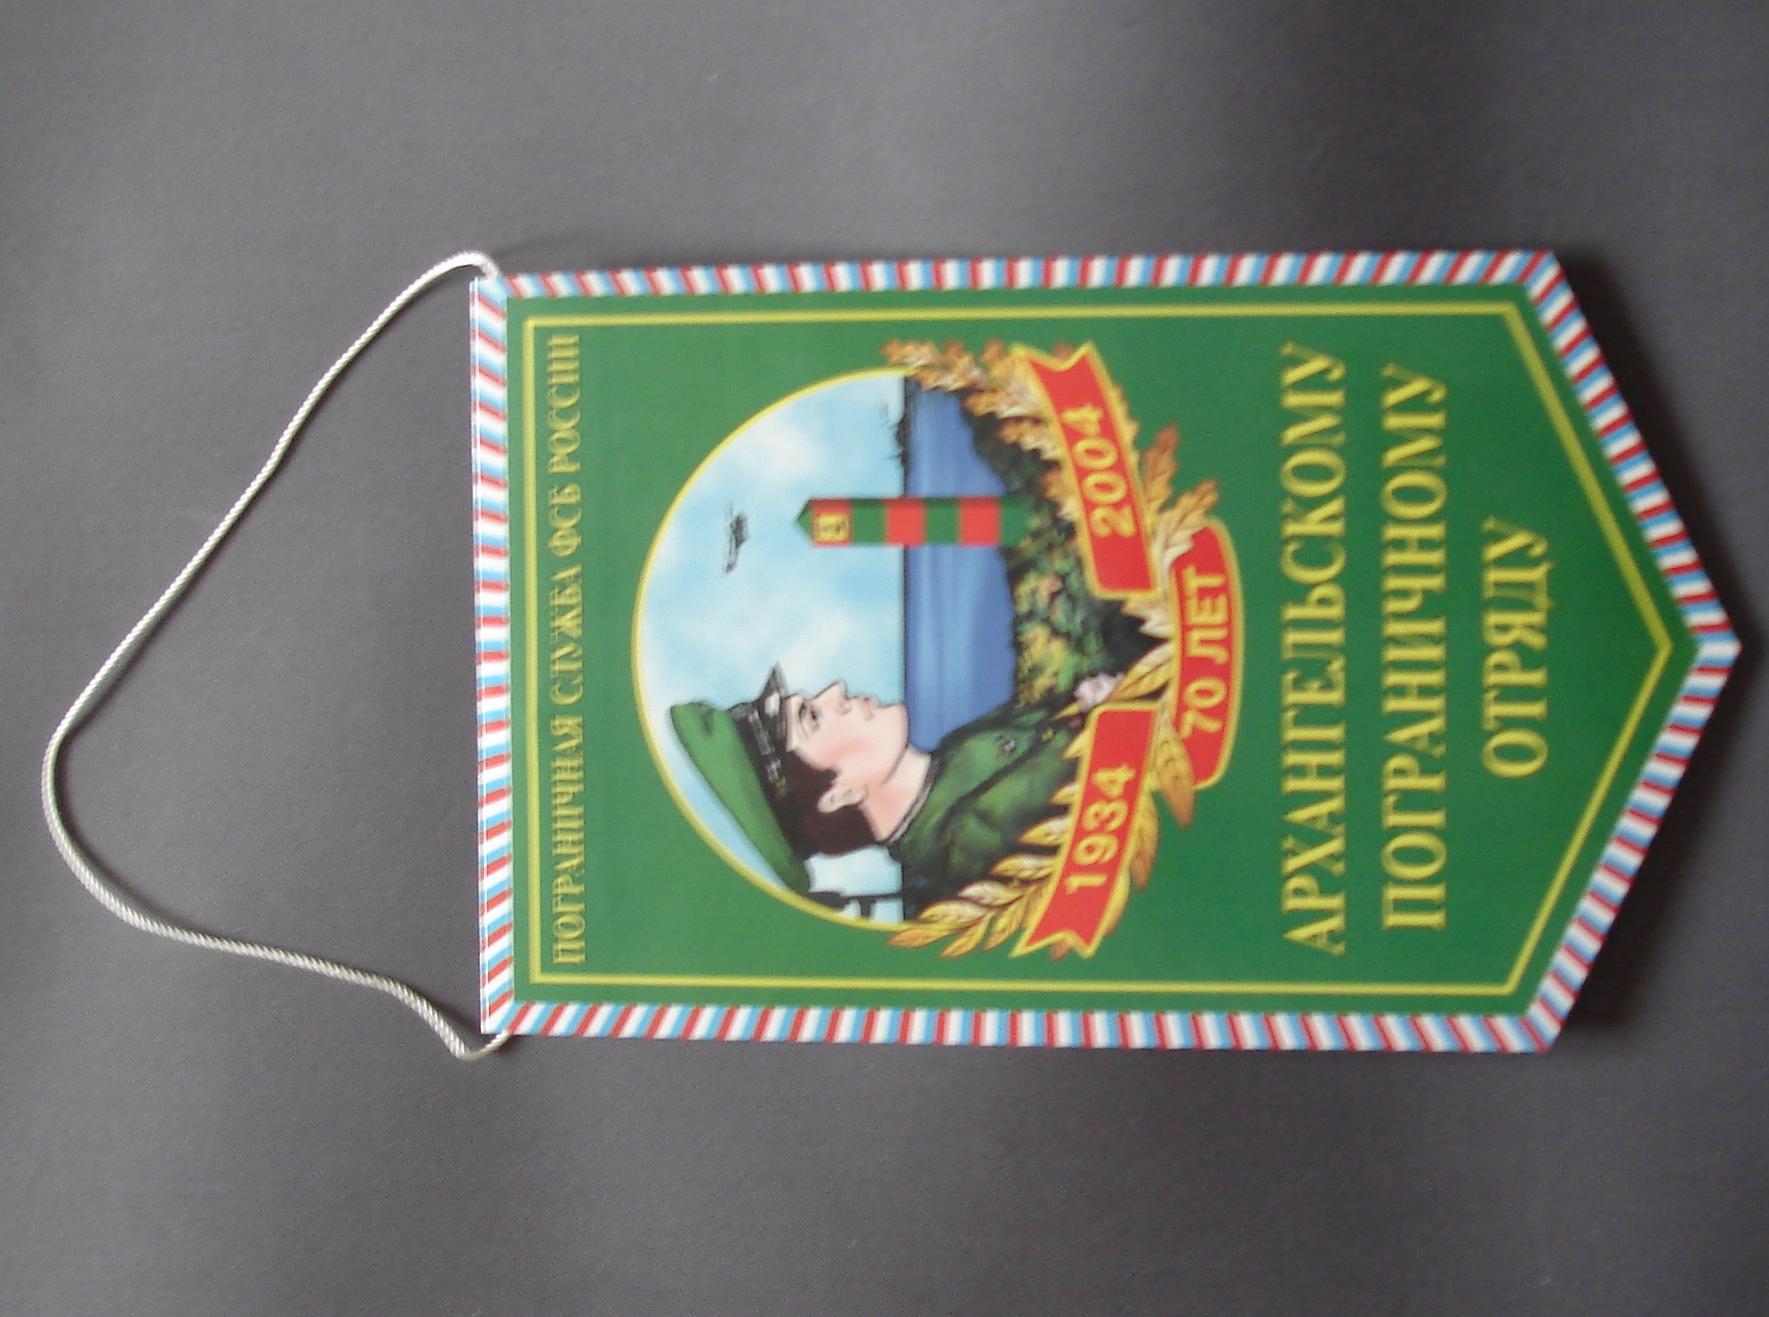 ПОГРАНИЧНАЯ СЛУЖБА ФСБ РОССИИ
1934
2004
70 ЛЕТ
АРХАНГЕЛЬСКОМУ
ПОГРАНИЧНОМУ
ОТРЯДУ